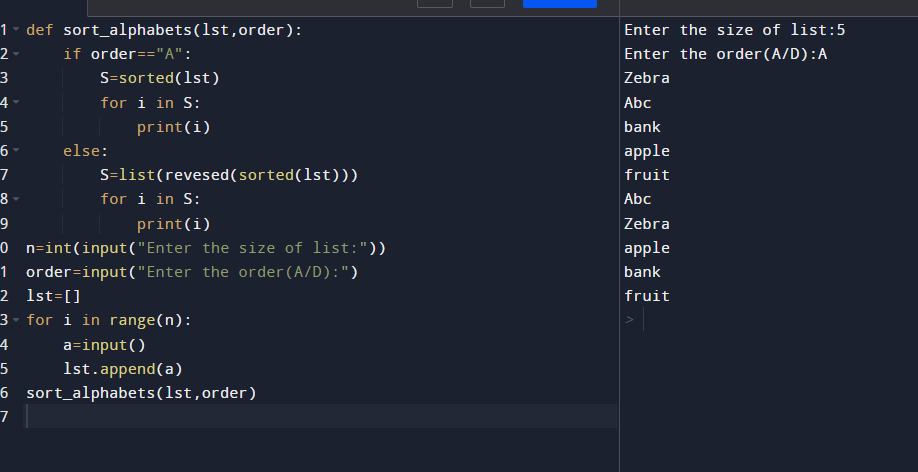 1 def sort_alphabets(lst,order):
2     if order=="A":
3         S=sorted(lst)
4         for i in S:
5             print(i)
6     else:
7         S=list(revesed(sorted(lst)))
8         for i in S:
9             print(i)
0 n=int(input("Enter the size of list:"))
1 order=input("Enter the order(A/D):")
2 lst=[]
3 for i in range(n):
4     a=input()
5     lst.append(a)
6 sort_alphabets(lst,order)
7
Enter the size of list:5
Enter the order(A/D):A
Zebra
Abc
bank
apple
fruit
Abc
Zebra
apple
bank
fruit
>